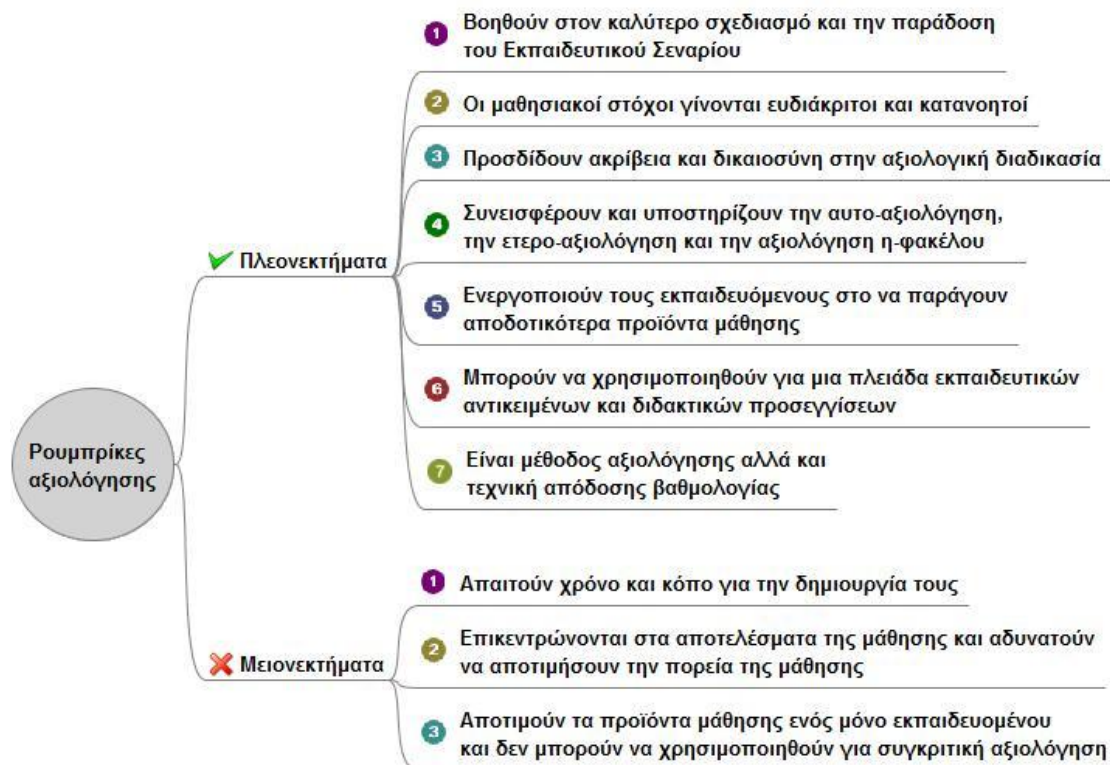 1 Βοηθούν στον καλύτερο σχεδιασμό και την παράδοση
του Εκπαιδευτικού Σεναρίου
2 Οι μαθησιακοί στόχοι γίνονται ευδιάκριτοι και κατανοητοί
3 Προσδίδουν ακρίβεια και δικαιοσύνη στην αξιολογική διαδικασία
4 Συνεισφέρουν και υποστηρίζουν την αυτο-αξιολόγηση,
την ετερο-αξιολόγηση και την αξιολόγηση η-φακέλου
Πλεονεκτήματα
5 Ενεργοποιούν τους εκπαιδευόμενους στο να παράγουν
αποδοτικότερα προϊόντα μάθησης
6 Μπορούν να χρησιμοποιηθούν για μια πλειάδα εκπαιδευτικών
αντικειμένων και διδακτικών προσεγγίσεων
Ρουμπρίκες
αξιολόγησης
7 Είναι μέθοδος αξιολόγησης αλλά και
τεχνική απόδοσης βαθμολογίας
1 Απαιτούν χρόνο και κόπο για την δημιουργία τους
2 Επικεντρώνονται στα αποτελέσματα της μάθησης και αδυνατούν
να αποτιμήσουν την πορεία της μάθησης
Μειονεκτήματα
3 Αποτιμούν τα προϊόντα μάθησης ενός μόνο εκπαιδευομένου
και δεν μπορούν να χρησιμοποιηθούν για συγκριτική αξιολόγηση